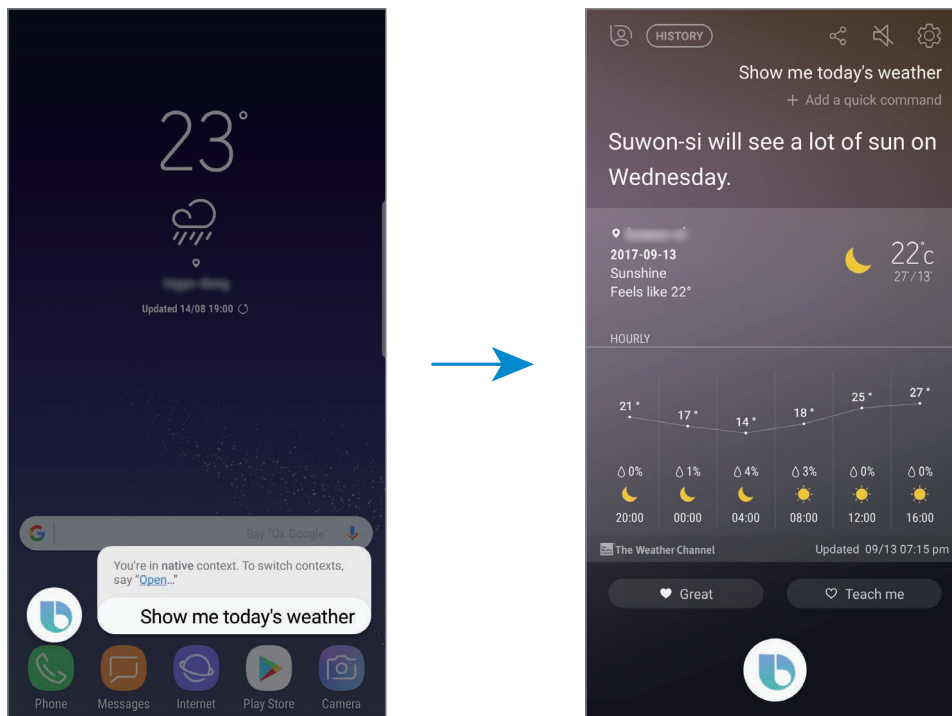 23°
Updated 14/08 19:00
Say "Ok Google"
You're in native context. To switch contexts,
say "Open…"
Show me today's weather
Phone
Messages
Internet
Play Store
Camera
HISTORY
Show me today's weather
+ Add a quick command
Suwon-si will see a lot of sun on
Wednesday.
2017-09-13
Sunshine
Feels like 22°
22°c
27°/13°
HOURLY
21° 17° 14° 18° 25° 27°
0% 1% 4% 3% 0% 0%
20:00 00:00 04:00 08:00 12:00 16:00
The Weather Channel Updated 09/13 07:15 pm
Great
Teach me